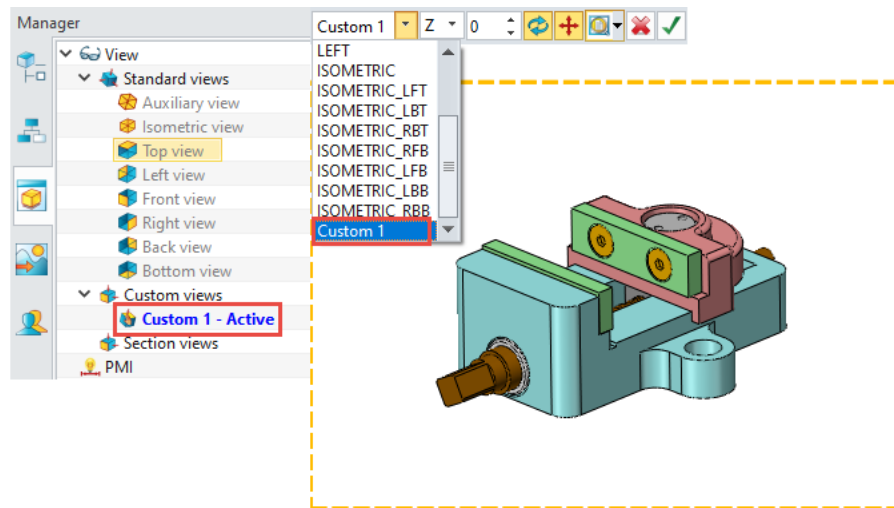 Manager
View
Standard views
Auxiliary view
Isometric view
Top view
Left view
Front view
Right view
Back view
Bottom view
Custom views
Custom 1 - Active
Section views
PMI
Custom 1 Z 0
LEFT
ISOMETRIC
ISOMETRIC_LFT
ISOMETRIC_LBT
ISOMETRIC_RBT
ISOMETRIC_RFB
ISOMETRIC_LFB
ISOMETRIC_LBB
ISOMETRIC_RBB
Custom 1